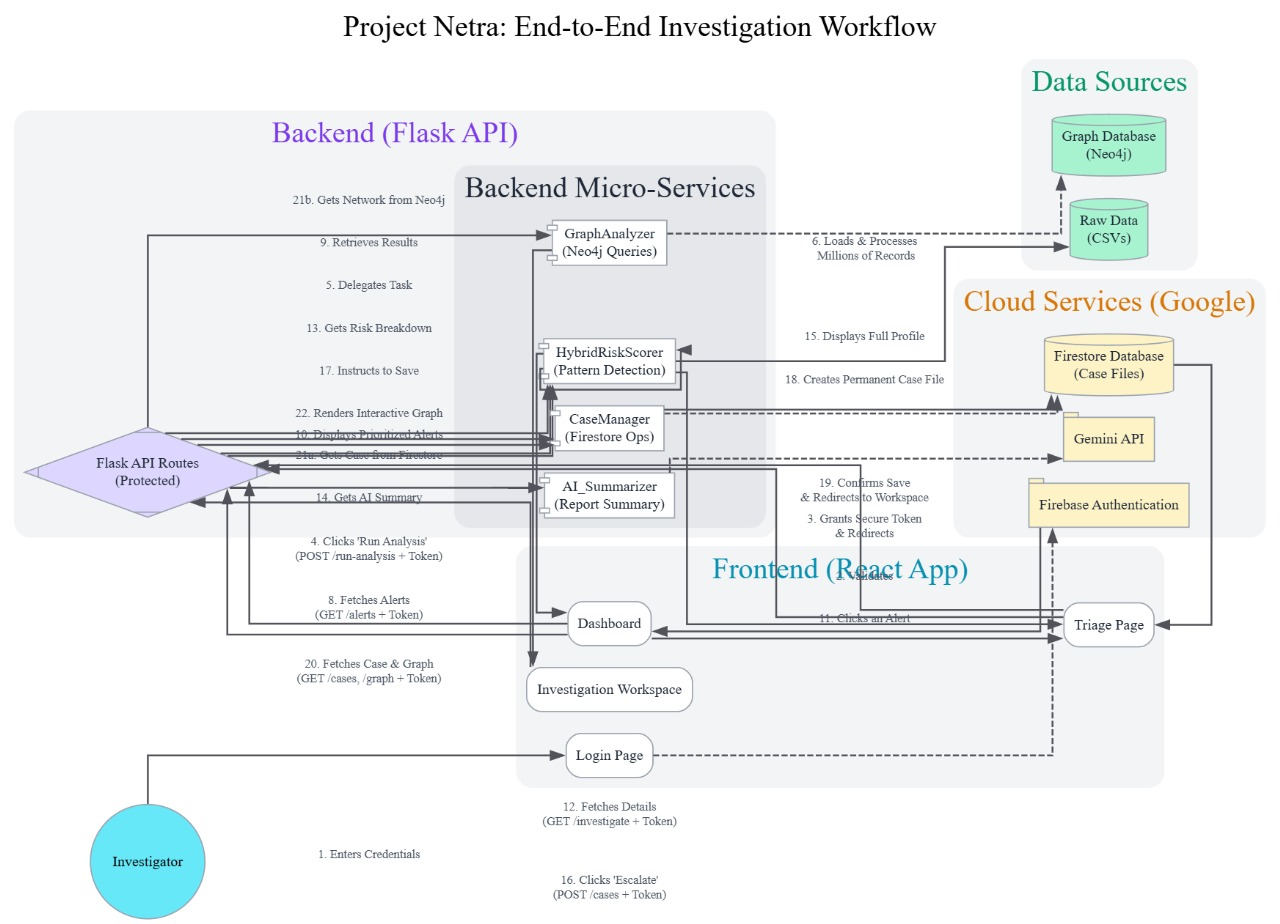 Project Netra: End-to-End Investigation Workflow
Data Sources
Graph Database
(Neo4j)
Raw Data
(CSVs)
Backend (Flask API)
Backend Micro-Services
21b. Gets Network from Neo4j
9. Retrieves Results
5. Delegates Task
13. Gets Risk Breakdown
17. Instructs to Save
22. Renders Interactive Graph
10. Displays Prioritized Alerts
21a. Gets Case from Firestore
14. Gets AI Summary
4. Clicks 'Run Analysis'
(POST /run-analysis + Token)
8. Fetches Alerts
(GET /alerts + Token)
20. Fetches Case & Graph
(GET /cases, /graph + Token)
Flask API Routes
(Protected)
GraphAnalyzer
(Neo4j Queries)
HybridRiskScorer
(Pattern Detection)
CaseManager
(Firestore Ops)
AI_Summarizer
(Report Summary)
6. Loads & Processes
Millions of Records
15. Displays Full Profile
18. Creates Permanent Case File
19. Confirms Save
& Redirects to Workspace
3. Grants Secure Token
& Redirects
2. Validates
11. Clicks an Alert
Cloud Services (Google)
Firestore Database
(Case Files)
Gemini API
Firebase Authentication
Frontend (React App)
Dashboard
Triage Page
Investigation Workspace
Login Page
12. Fetches Details
(GET /investigate + Token)
1. Enters Credentials
16. Clicks 'Escalate'
(POST /cases + Token)
Investigator